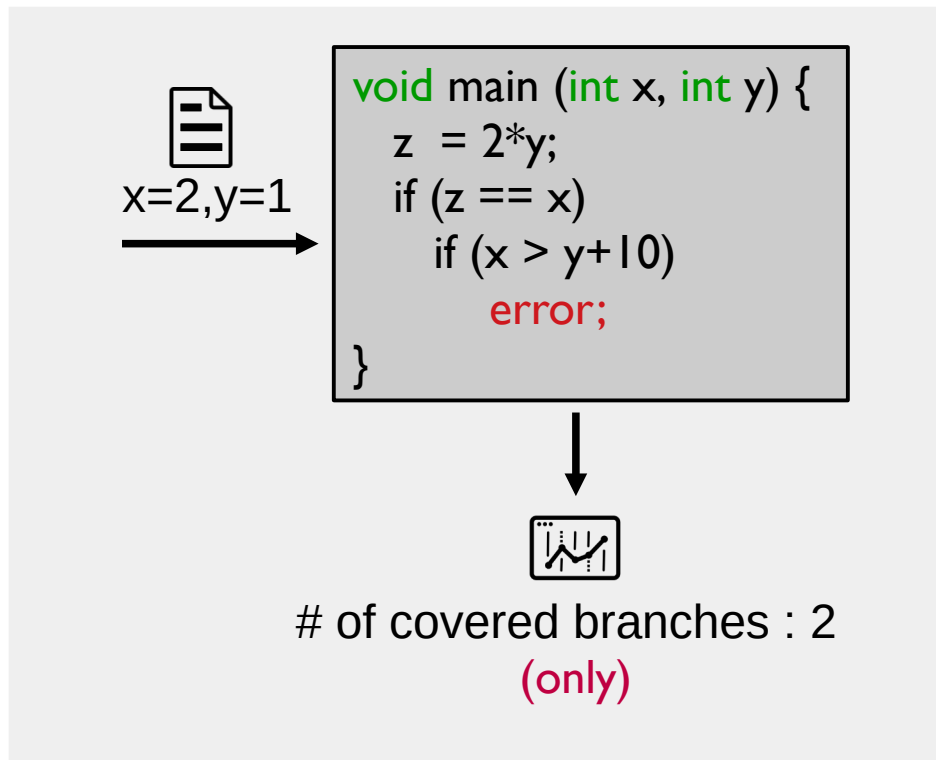 x=2,y=1
void main (int x, int y) {
z = 2*y;
if (z == x)
if (x > y+10)
error;
}
# of covered branches : 2
(only)